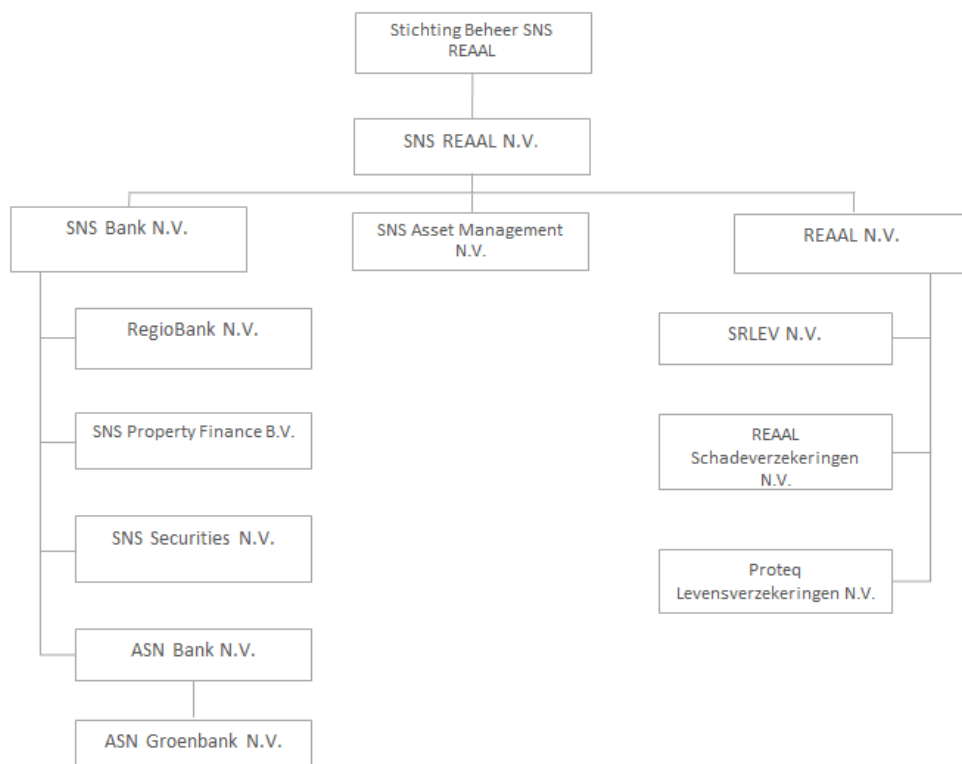 Stichting Beheer SNS
REAAL
SNS REAAL N.V.
SNS Bank N.V.
SNS Asset Management
N.V.
REAAL N.V.
RegioBank N.V.
SNS Property Finance B.V.
SNS Securities N.V.
ASN Bank N.V.
ASN Groenbank N.V.
SRLEV N.V.
REAAL
Schadeverzekeringen
N.V.
Proteq
Levensverzekeringen N.V.